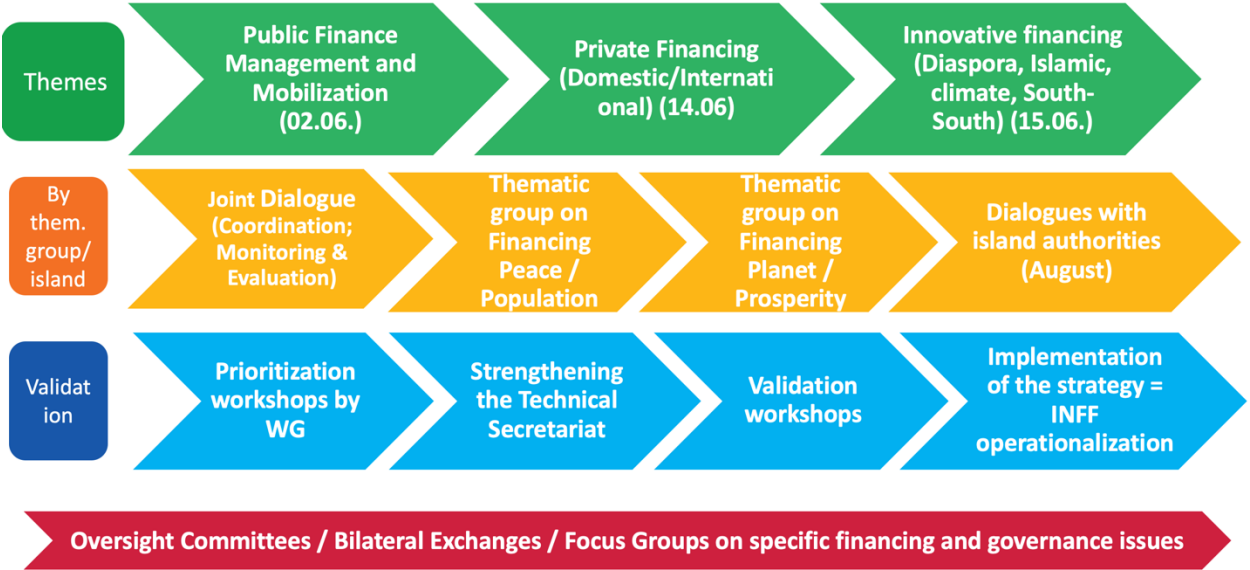 Themes
Public Finance
Management and
Mobilization
(02.06.)
Private Financing
(Domestic/Internati
onal) (14.06)
Innovative financing
(Diaspora, Islamic,
climate, South-
South) (15.06.)
By
them.
group/
island
Joint Dialogue
(Coordination;
Monitoring &
Evaluation)
Thematic
group on
Financing
Peace /
Population
Thematic
group on
Financing
Planet /
Prosperity
Dialogues with
island authorities
(August)
Validat
ion
Prioritization
workshops by
WG
Strengthening
the Technical
Secretariat
Validation
workshops
Implementation
of the strategy =
INFF
operationalization
Oversight Committees / Bilateral Exchanges / Focus Groups on specific financing and governance issues